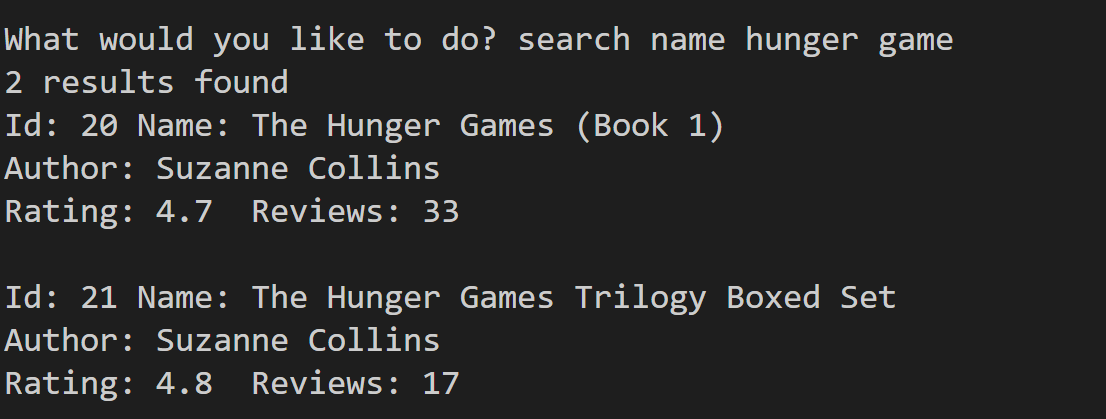 What would you like to do? search name hunger game
2 results found
Id: 20 Name: The Hunger Games (Book 1)
Author: Suzanne Collins
Rating: 4.7  Reviews: 33

Id: 21 Name: The Hunger Games Trilogy Boxed Set
Author: Suzanne Collins
Rating: 4.8  Reviews: 17